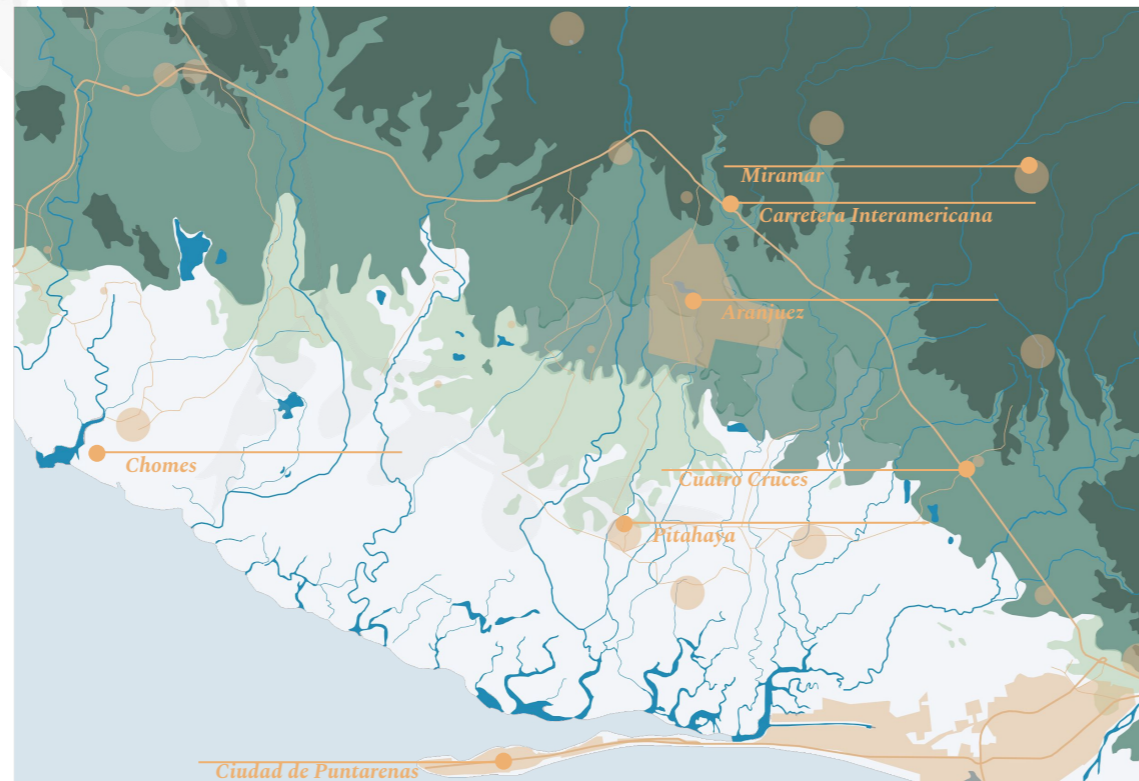 Miramar
Carretera Interamericana
Aranjuez
Chomes
Cuatro Cruces
Pitahaya
Ciudad de Puntarenas